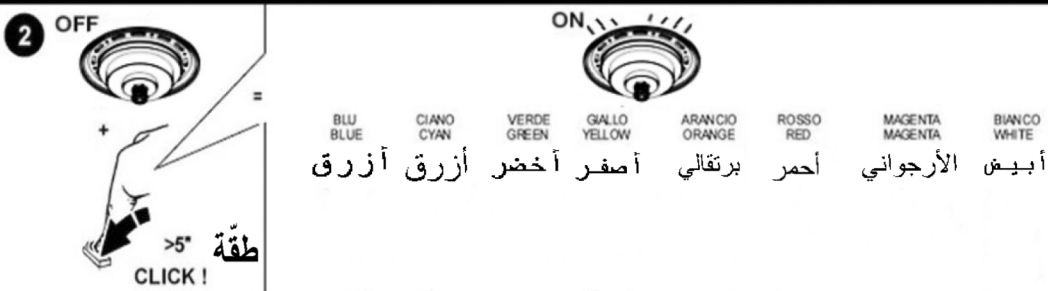 2 OFF
ON
+
=
BLU CIANO VERDE GIALLO ARANCIO ROSSO MAGENTA BIANCO
BLUE CYAN GREEN YELLOW ORANGE RED MAGENTA WHITE
أزرق أزرق أخضر أصفر برتقالي أحمر الأرجواني أبيض
>5" طقّة
CLICK !